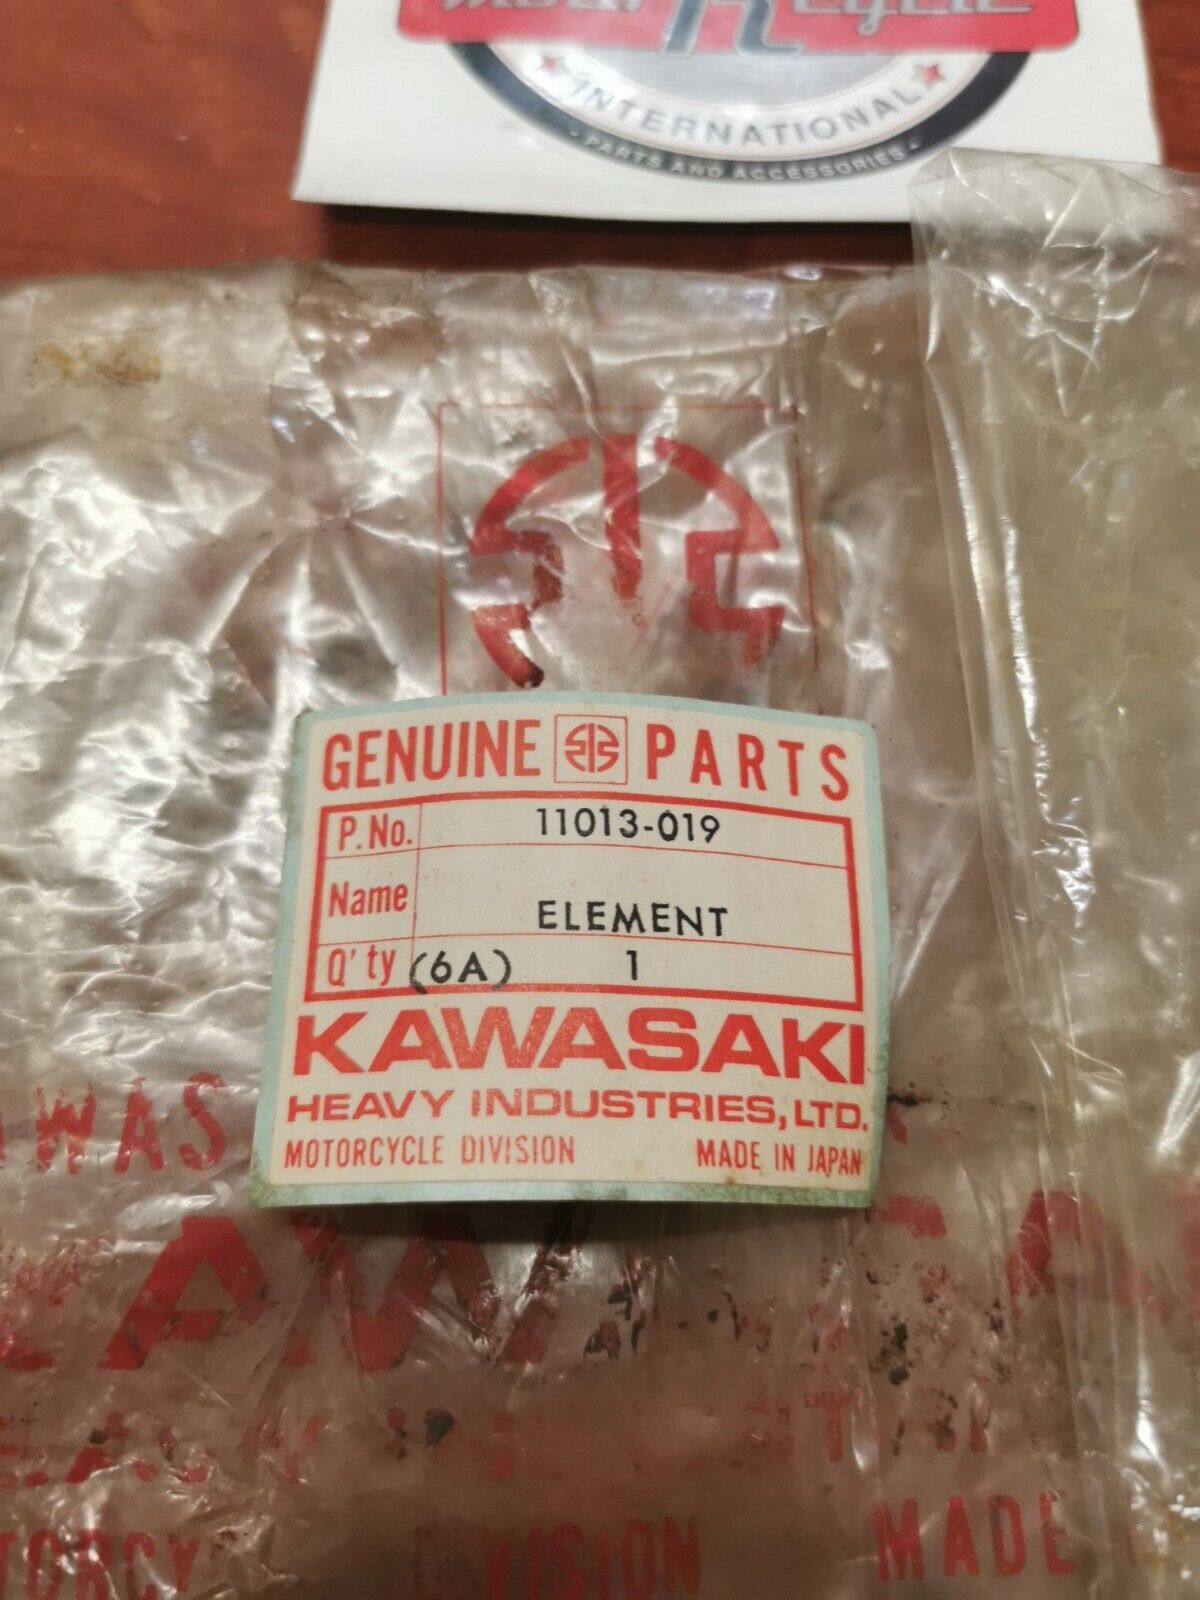 INTERNATIONAL
PARTS AND ACCESSORIES
GENUINE PARTS
P. No. 11013-019
Name ELEMENT
Q'ty (6A) 1
KAWASAKI
HEAVY INDUSTRIES, LTD.
MOTORCYCLE DIVISION MADE IN JAPAN
MADE